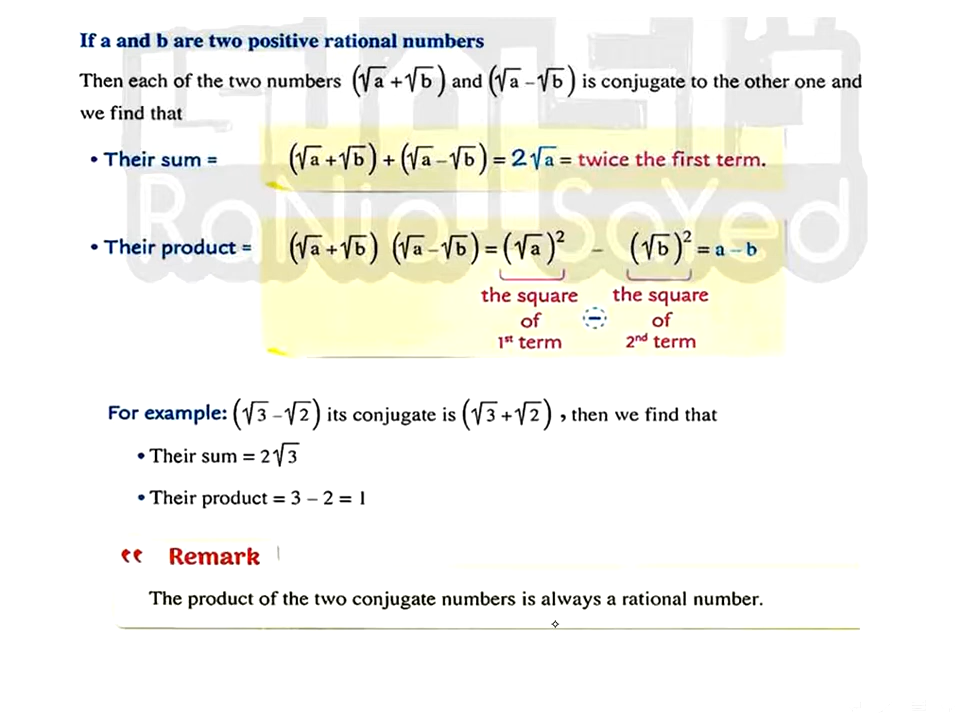 If a and b are two positive rational numbers
Then each of the two numbers (√a + √b) and (√a – √b) is conjugate to the other one and
we find that
• Their sum = (√a + √b) + (√a – √b) = 2√a = twice the first term.
RaNia SaYed
• Their product = (√a + √b) (√a – √b) = (√a)² – (√b)² = a – b
the square the square
of – of
1st term 2nd term
For example: (√3 – √2) its conjugate is (√3 + √2) , then we find that
• Their sum = 2√3
• Their product = 3 – 2 = 1
“ Remark
The product of the two conjugate numbers is always a rational number.